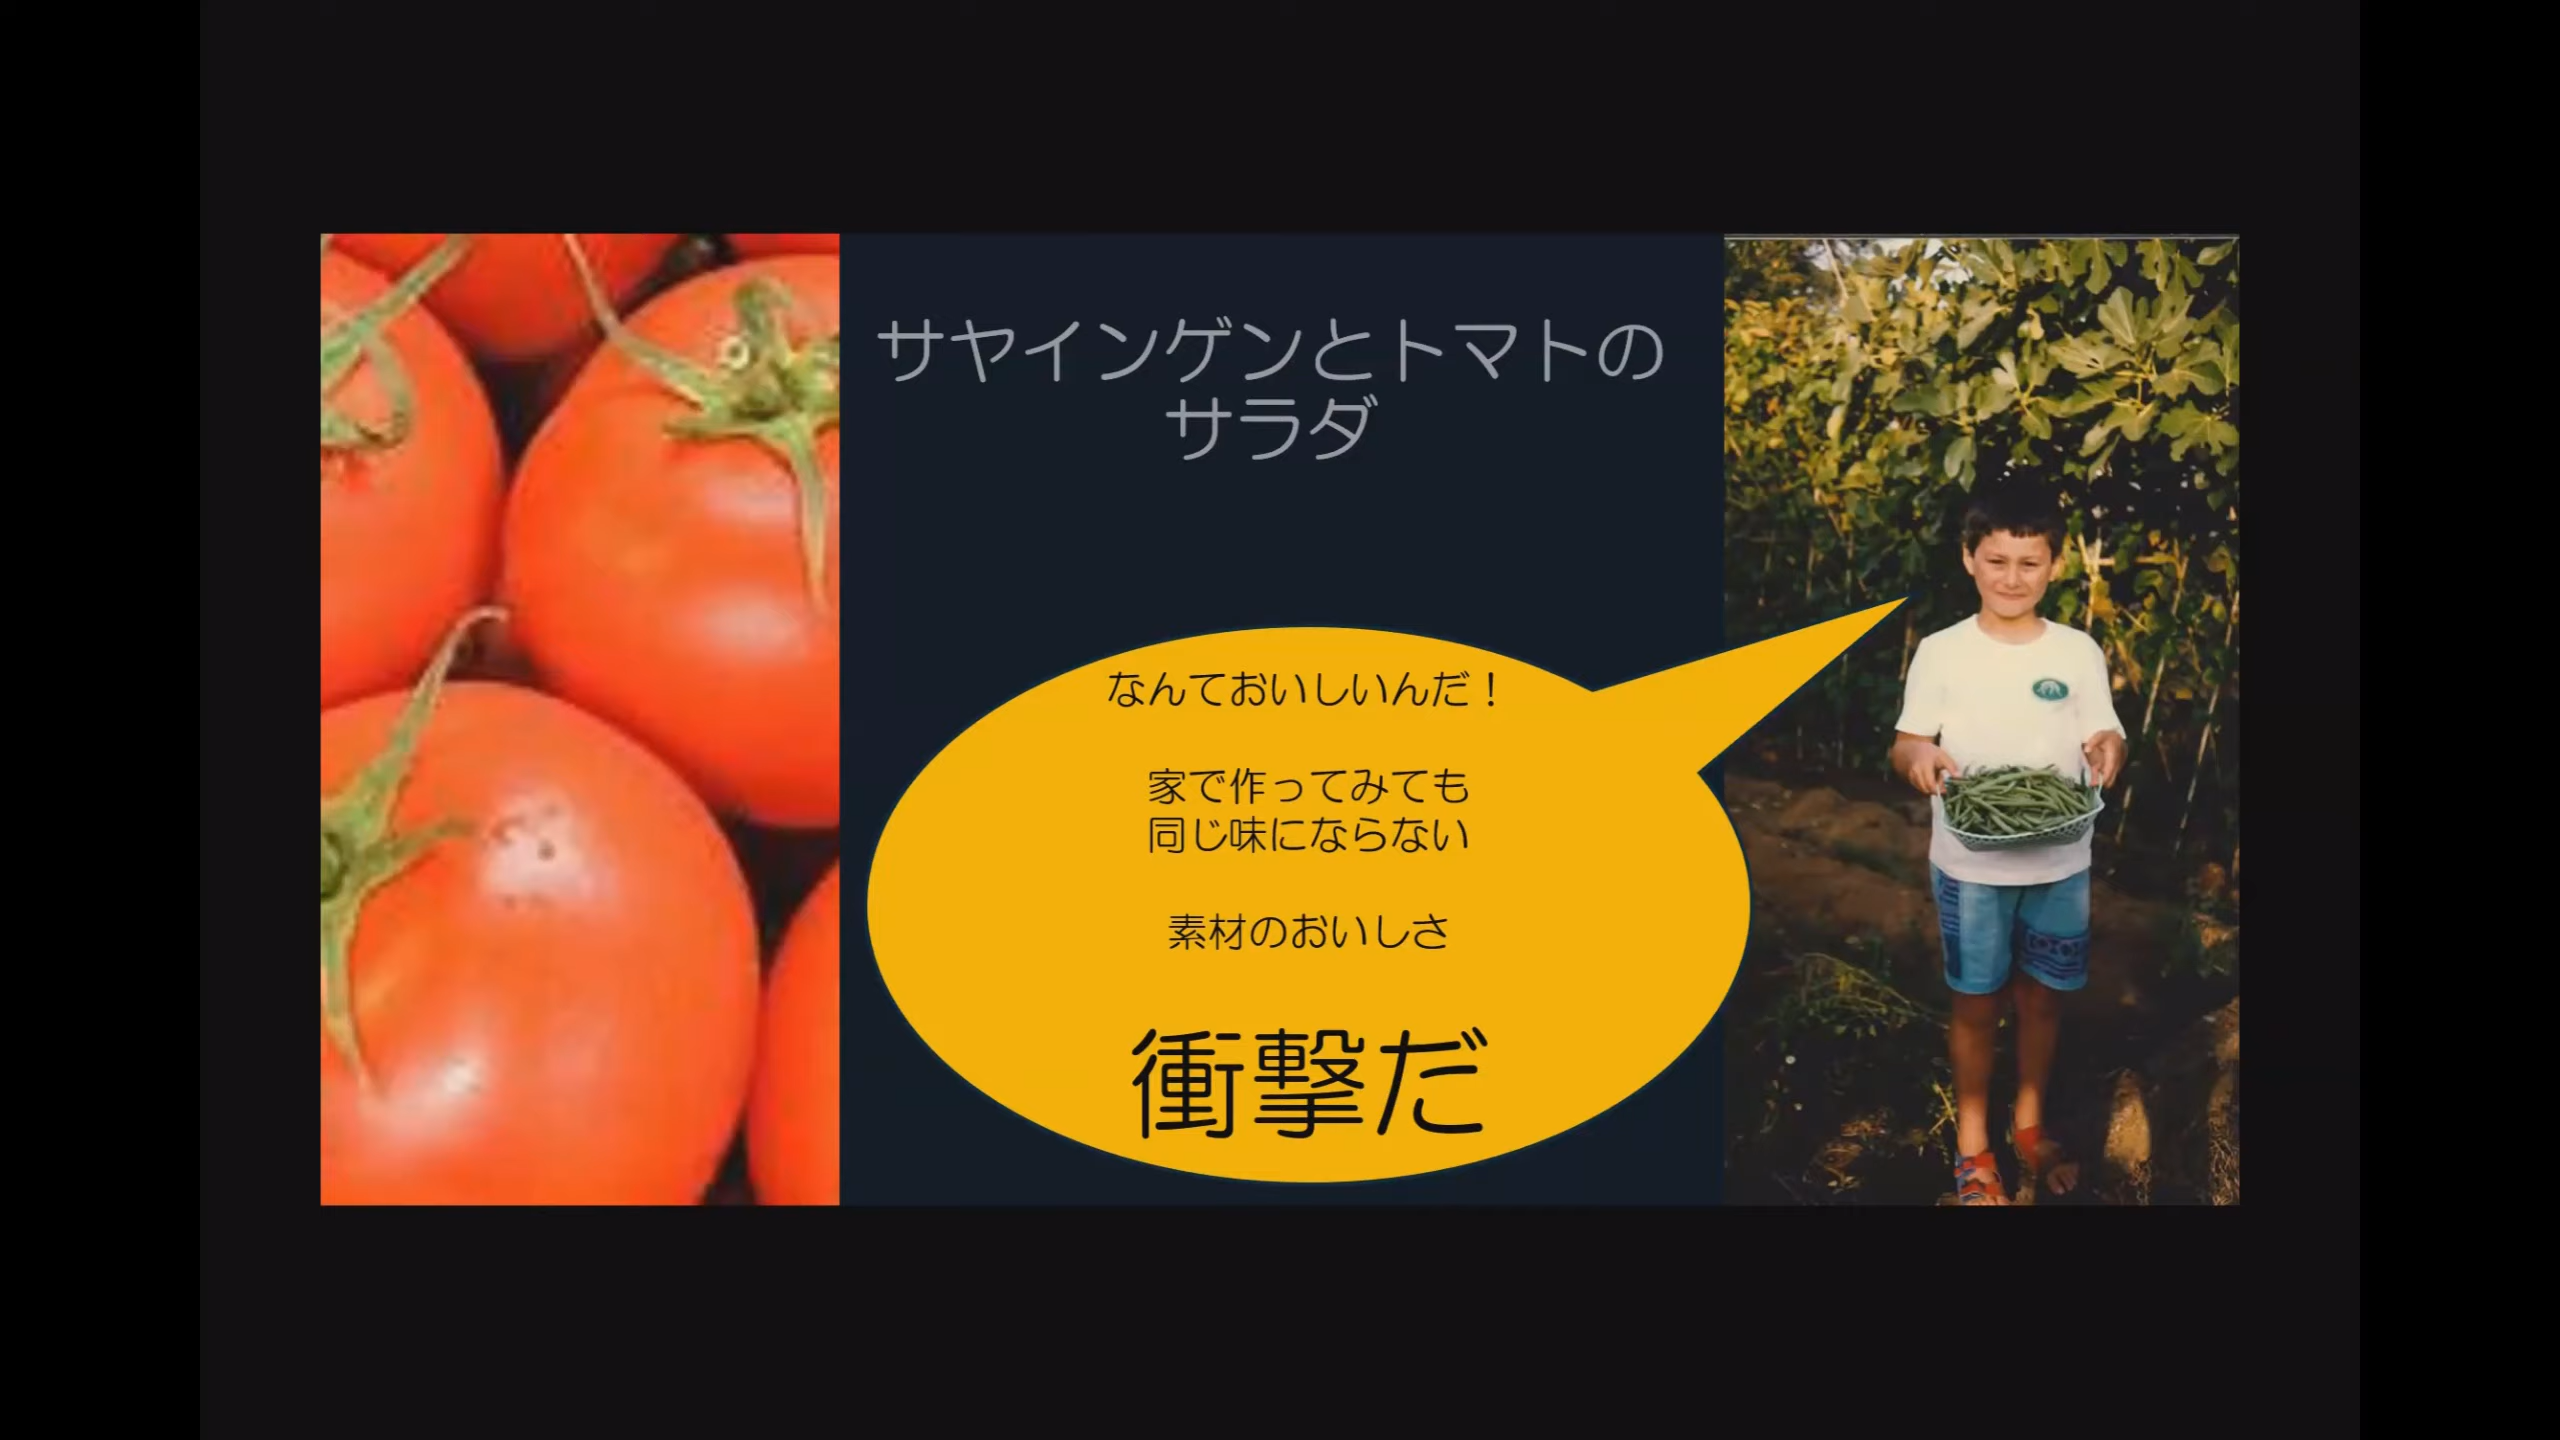 サヤインゲンとトマトの
サラダ
なんておいしいんだ！
家で作ってみても
同じ味にならない
素材のおいしさ
衝撃だ